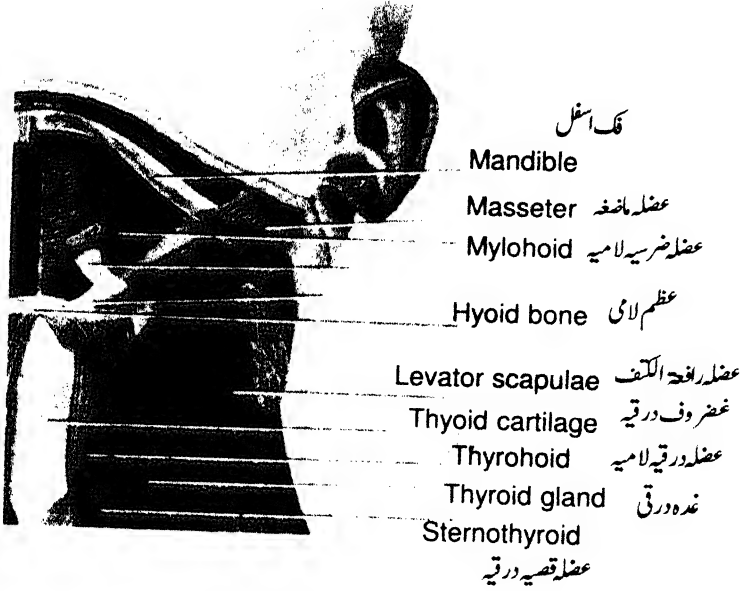 فک اسفل
Mandible
Masseter عضلہ ماضغہ
Mylohoid عضلہ ضرسیہ لامیہ
Hyoid bone عظم لامی
Levator scapulae عضلہ رافعۃ الکتف
Thyoid cartilage غضروف درقیہ
Thyrohoid عضلہ درقیہ لامیہ
Thyroid gland غدہ درقی
Sternothyroid
عضلہ قصیہ درقیہ